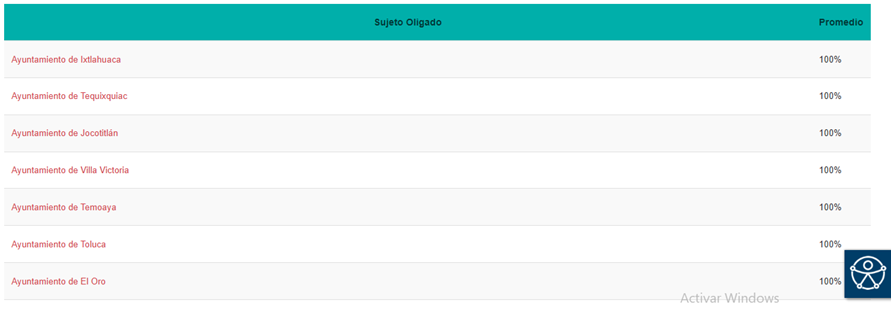 Sujeto Oligado Promedio
Ayuntamiento de Ixtlahuaca 100%
Ayuntamiento de Tequixquiac 100%
Ayuntamiento de Jocotitlán 100%
Ayuntamiento de Villa Victoria 100%
Ayuntamiento de Temoaya 100%
Ayuntamiento de Toluca 100%
Ayuntamiento de El Oro 100%
Activar Windows